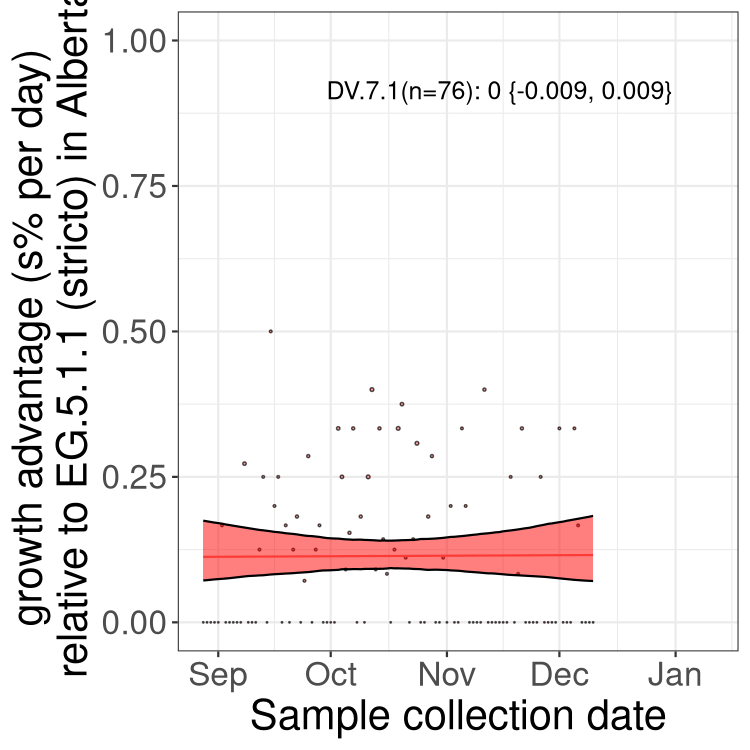 growth advantage (s% per day)
relative to EG.5.1.1 (stricto) in Alberta
1.00
0.75
0.50
0.25
0.00
DV.7.1(n=76): 0 {-0.009, 0.009}
Sep Oct Nov Dec Jan
Sample collection date